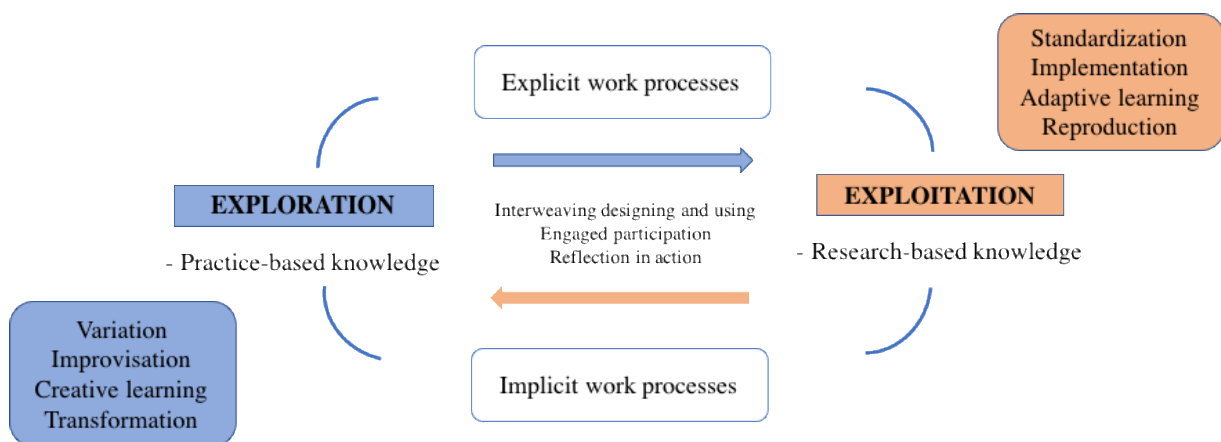 Explicit work processes
Standardization
Implementation
Adaptive learning
Reproduction
EXPLORATION
- Practice-based knowledge
Interweaving designing and using
Engaged participation
Reflection in action
EXPLOITATION
- Research-based knowledge
Variation
Improvisation
Creative learning
Transformation
Implicit work processes